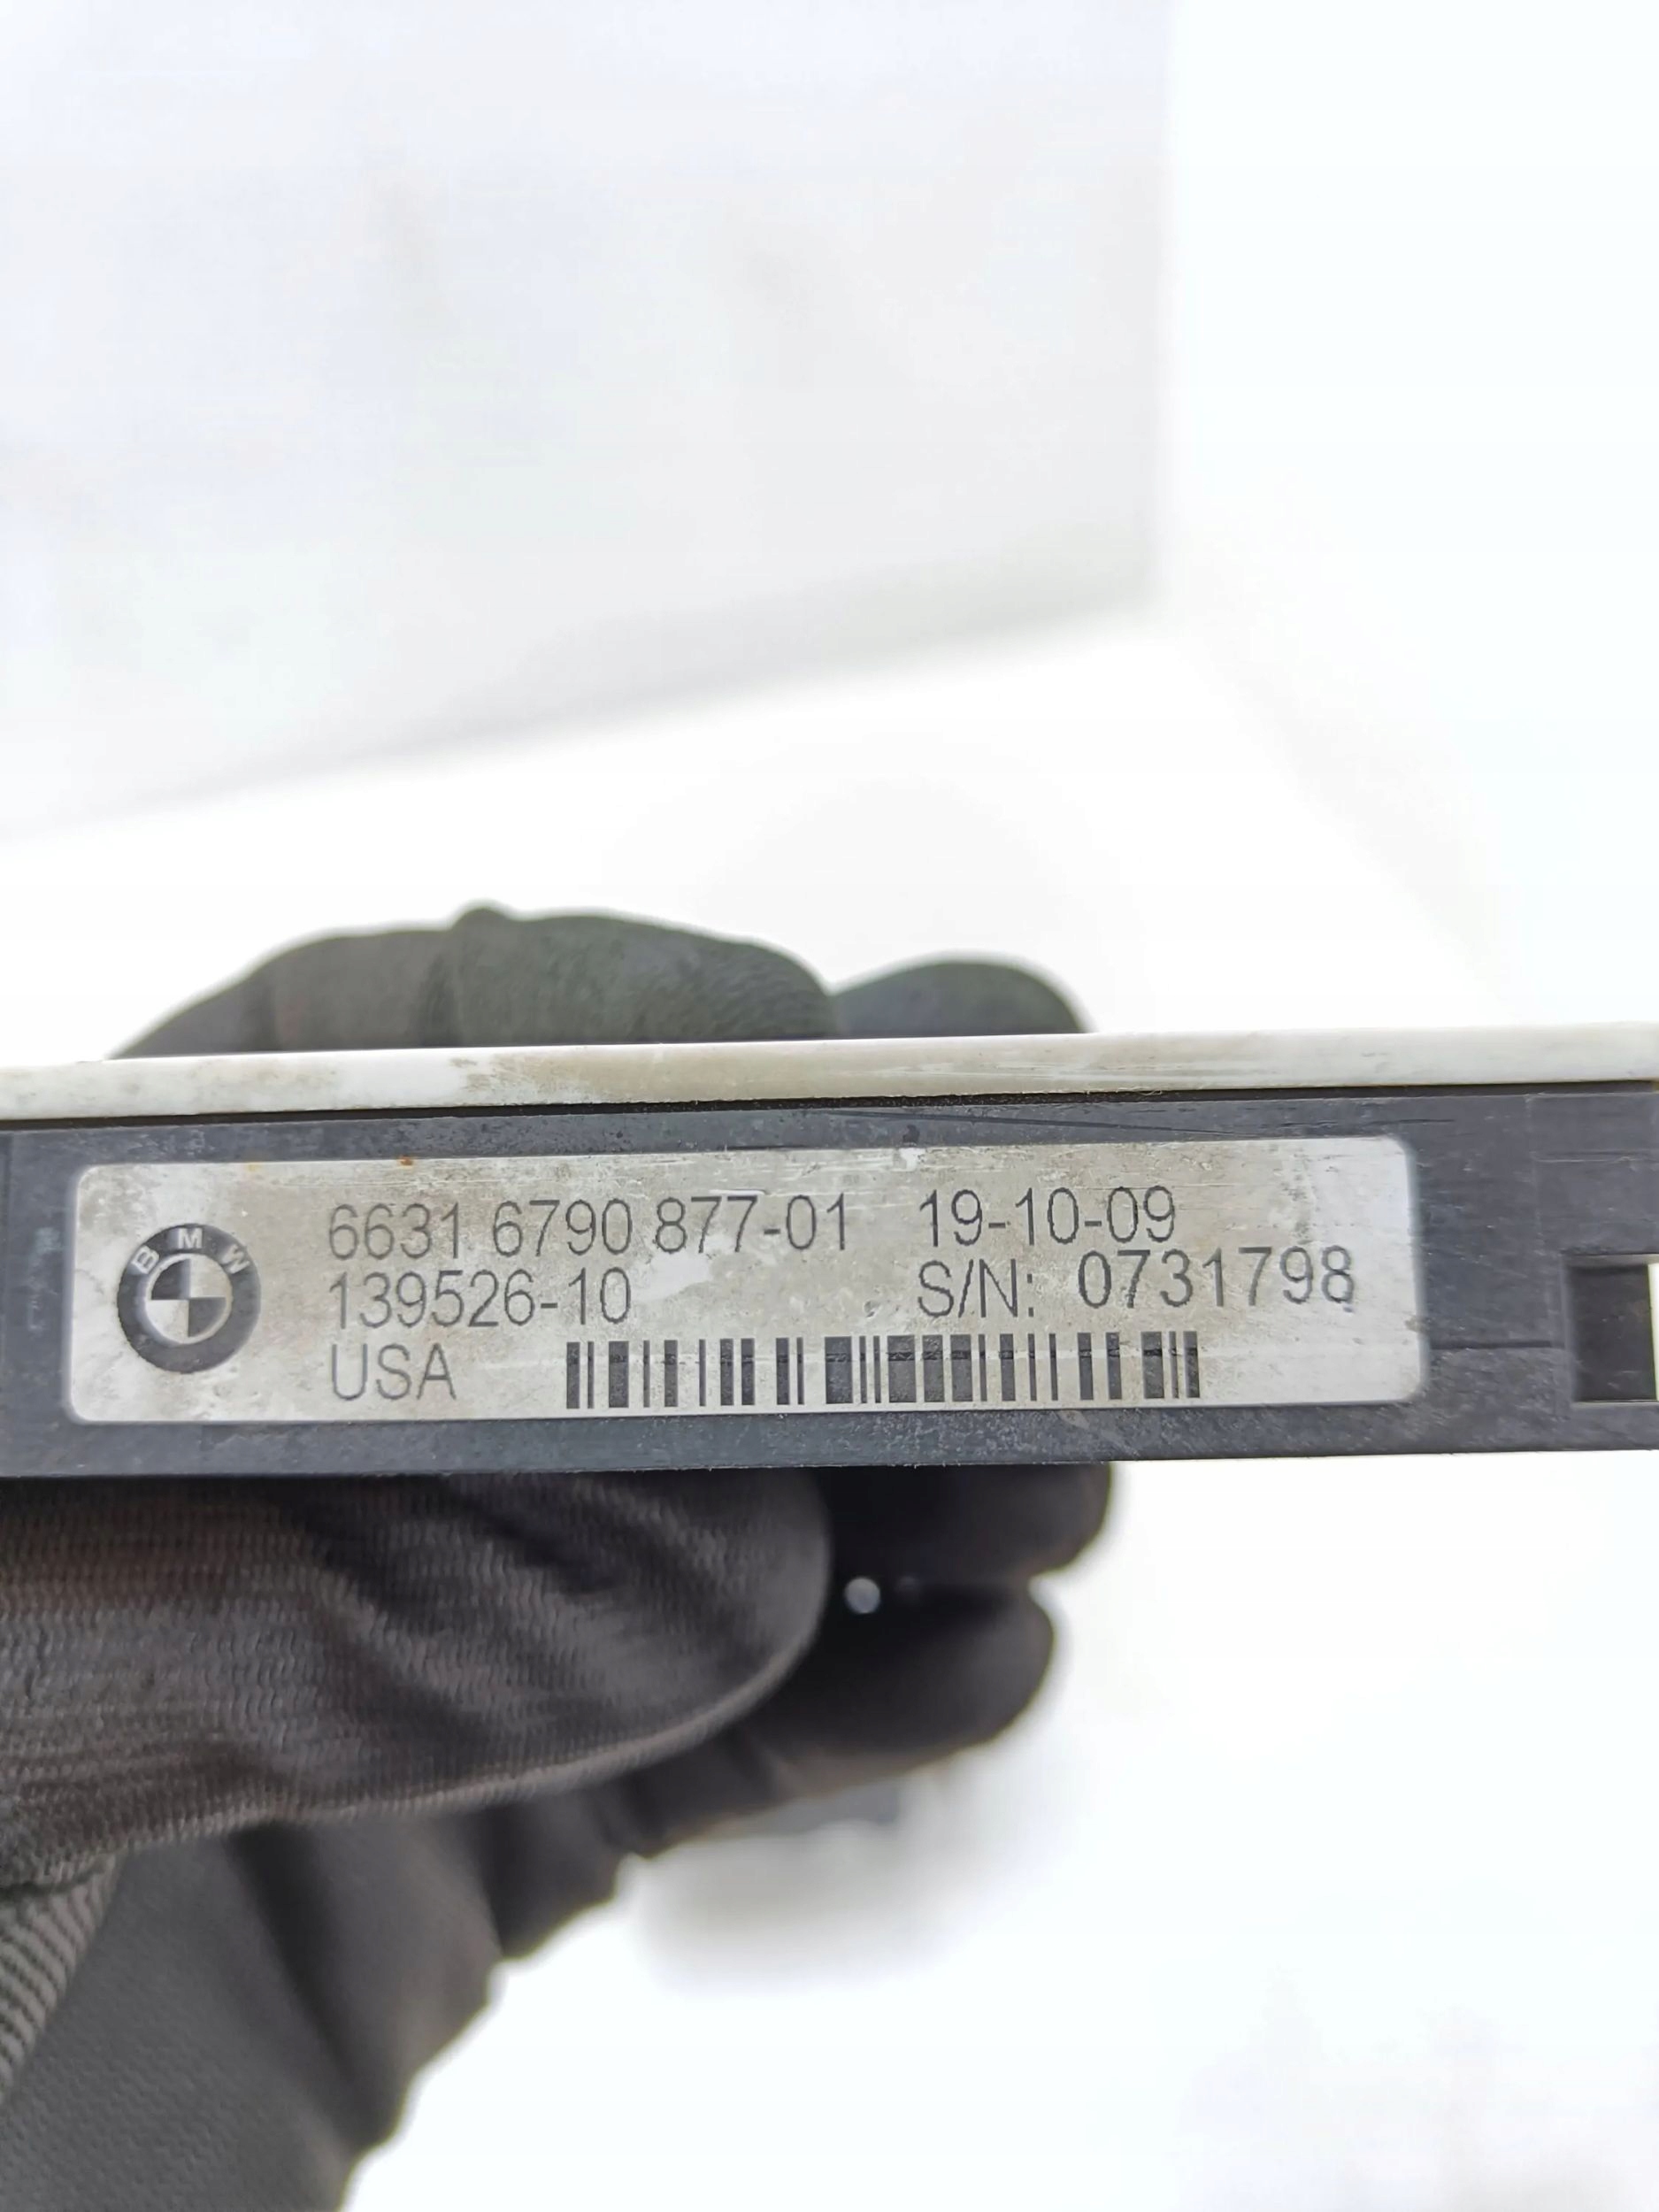 BMW
6631 6790 877-01 19-10-09
139526-10 S/N: 0731798
USA